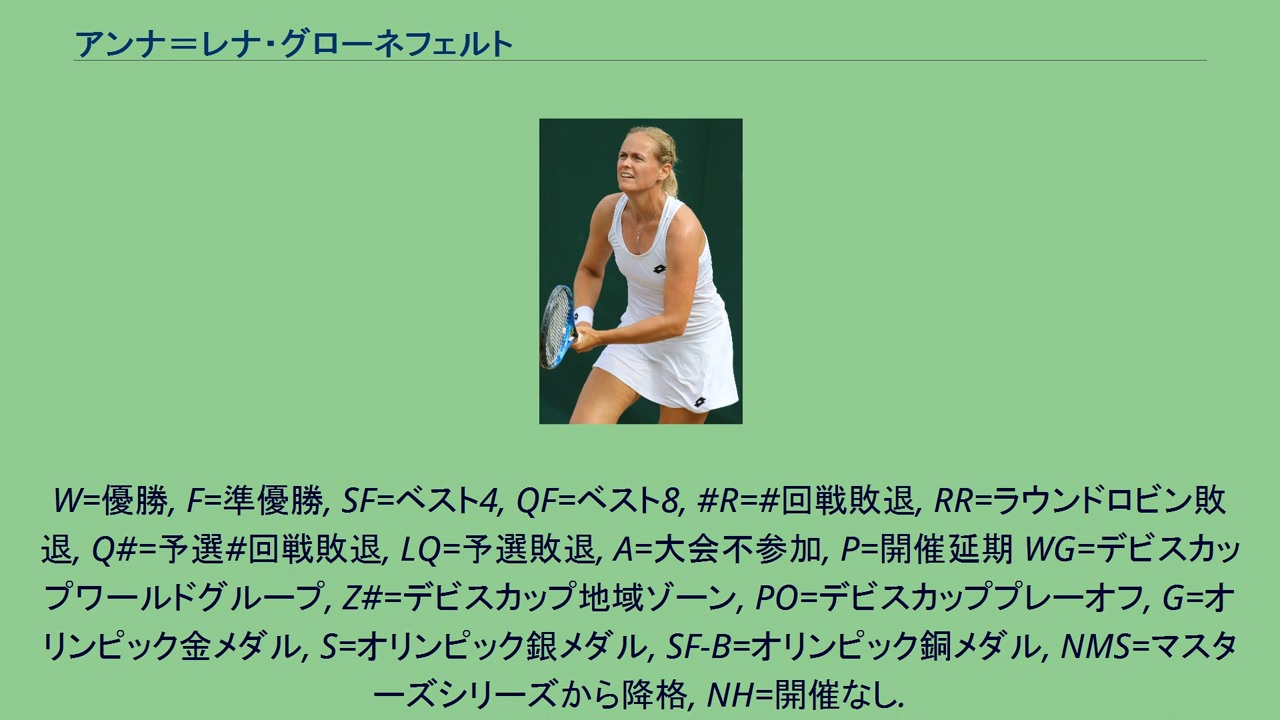 アンナ＝レナ・グローネフェルト
W=優勝, F=準優勝, SF=ベスト4, QF=ベスト8, #R=#回戦敗退, RR=ラウンドロビン敗
退, Q#=予選#回戦敗退, LQ=予選敗退, A=大会不参加, P=開催延期 WG=デビスカッ
プワールドグループ, Z#=デビスカップ地域ゾーン, PO=デビスカッププレーオフ, G=オ
リンピック金メダル, S=オリンピック銀メダル, SF-B=オリンピック銅メダル, NMS=マスタ
ーズシリーズから降格, NH=開催なし.